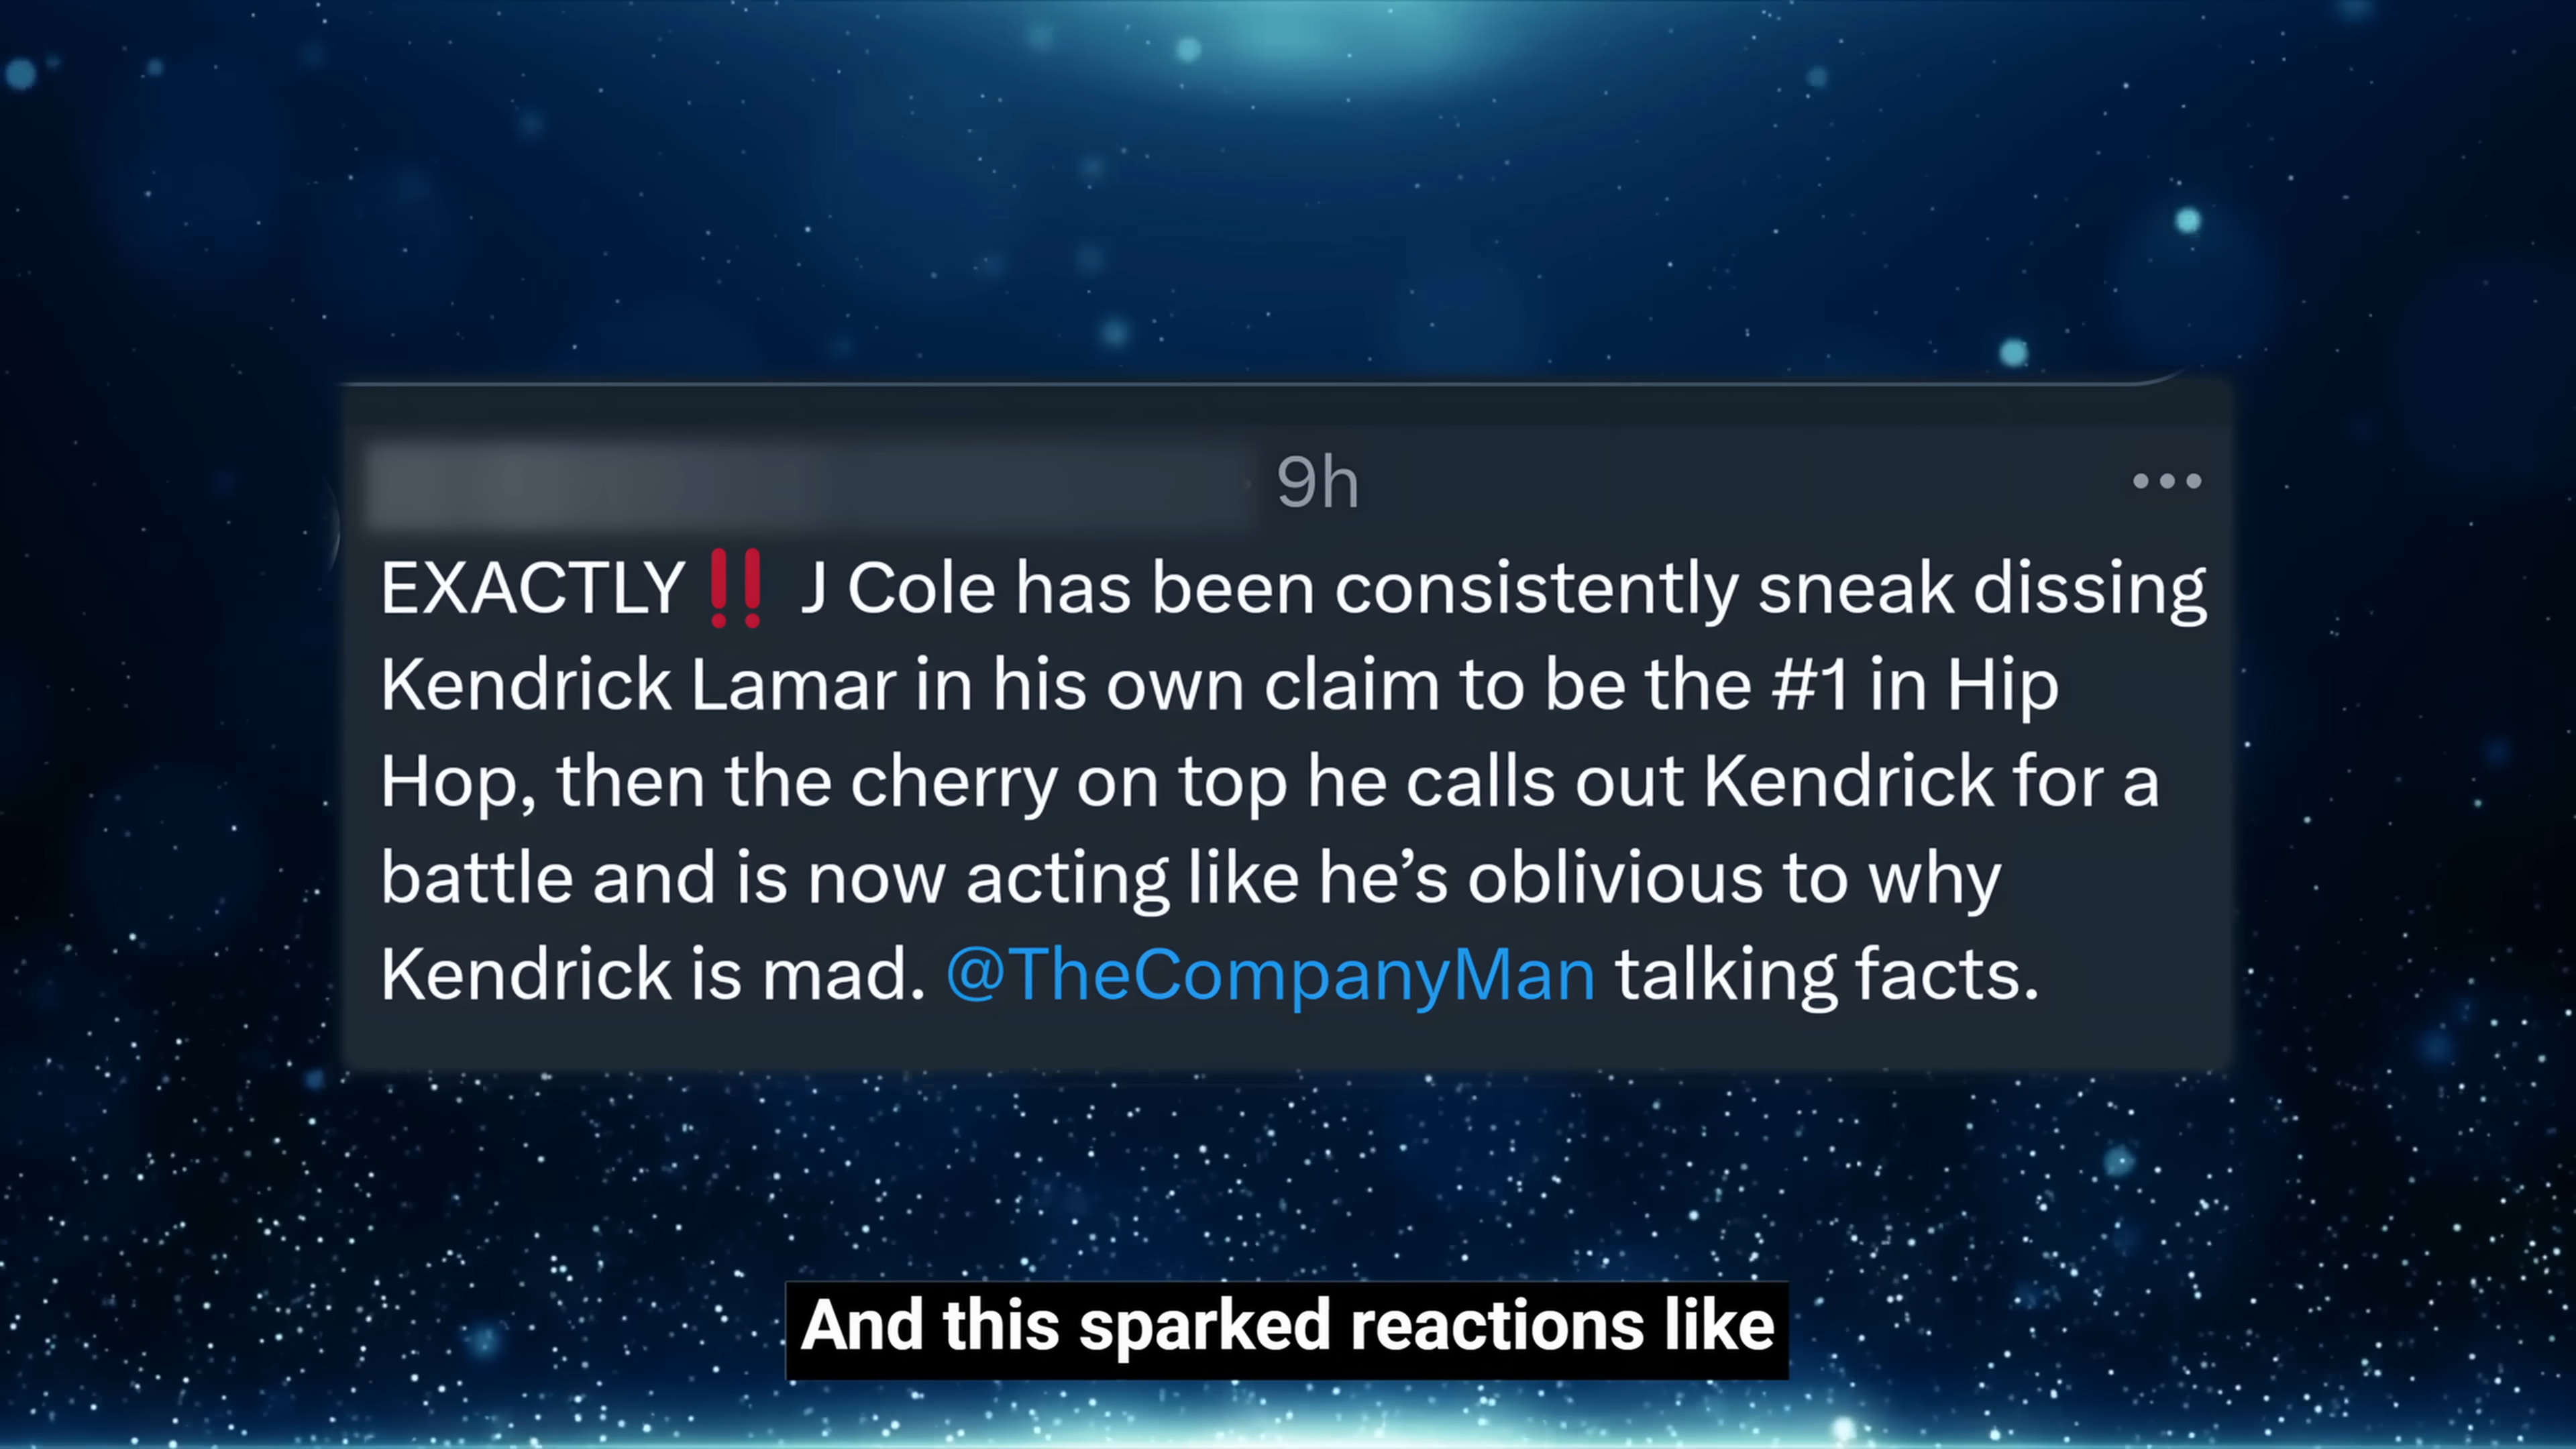 9h
EXACTLY‼️ J Cole has been consistently sneak dissing
Kendrick Lamar in his own claim to be the #1 in Hip
Hop, then the cherry on top he calls out Kendrick for a
battle and is now acting like he’s oblivious to why
Kendrick is mad. @TheCompanyMan talking facts.
And this sparked reactions like